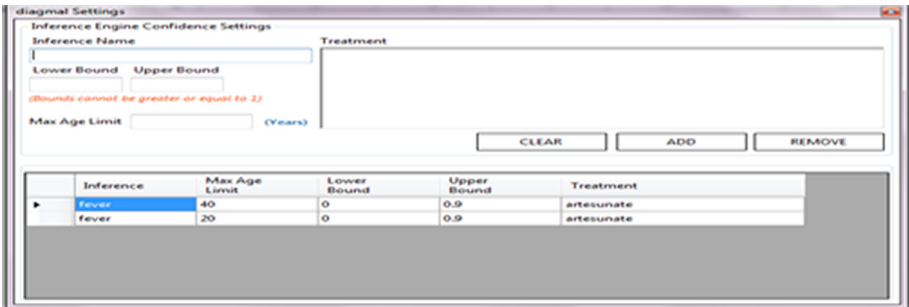 diagmal Settings
Inference Engine Confidence Settings
Inference Name Treatment
Lower Bound Upper Bound
(Bounds cannot be greater or equal to 1)
Max Age Limit (Years)
CLEAR ADD REMOVE
Inference Max Age Limit Lower Bound Upper Bound Treatment
fever 40 0 0.9 artesunate
fever 20 0 0.9 artesunate